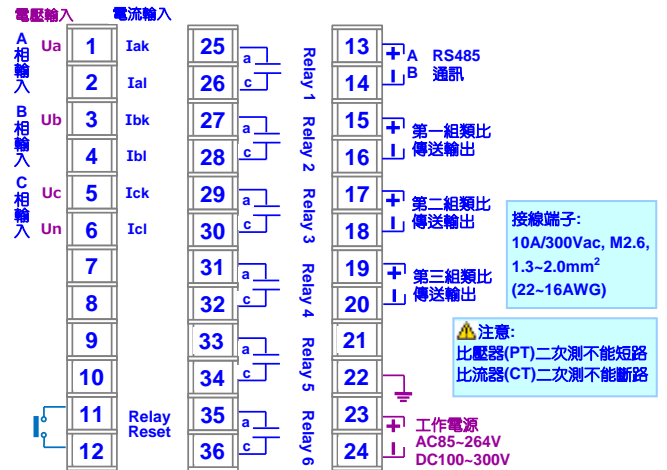 電壓輸入 電流輸入
A相輸入 Ua 1 Iak
2 Ial
B相輸入 Ub 3 Ibk
4 Ibl
C相輸入 Uc 5 Ick
Un 6 Icl
7
8
9
10
11 Relay
12 Reset
25 a
26 c
Relay 1
27 a
28 c
Relay 2
29 a
30 c
Relay 3
31 a
32 c
Relay 4
33 a
34 c
Relay 5
35 a
36 c
Relay 6
13 + A RS485
14 − B 通訊
15 + 第一組類比
16 − 傳送輸出
17 + 第二組類比
18 − 傳送輸出
19 + 第三組類比
20 − 傳送輸出
21
22
23 + 工作電源
24 − AC85~264V
DC100~300V
接線端子:
10A/300Vac, M2.6,
1.3~2.0mm²
(22~16AWG)
注意:
比壓器(PT)二次測不能短路
比流器(CT)二次測不能斷路